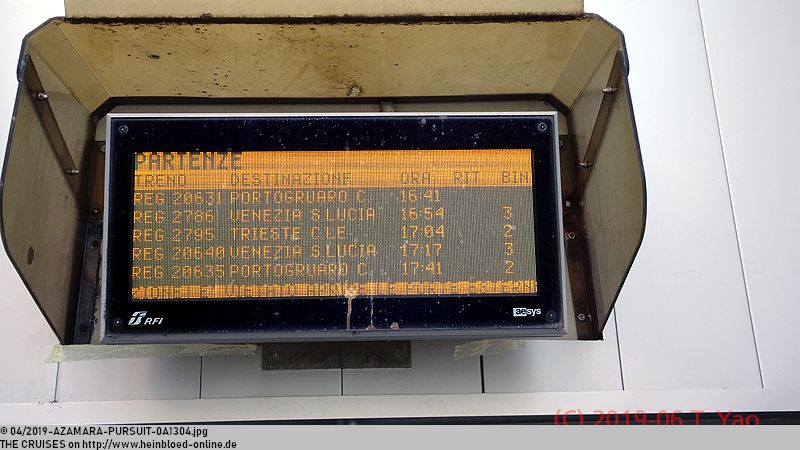 PARTENZE
TRENO DESTINAZIONE ORA RIT BIN
REG 20631 PORTOGRUARO C. 16:41
REG 2786 VENEZIA S.LUCIA 16:54 3
REG 2795 TRIESTE C.LE 17:04 2
REG 20640 VENEZIA S.LUCIA 17:17 3
REG 20635 PORTOGRUARO C. 17:41 2
RFI
aesys
(C) 2019-06 T. Yao
© 04/2019-AZAMARA-PURSUIT-0A1304.jpg
THE CRUISES on http://www.heinbloed-online.de